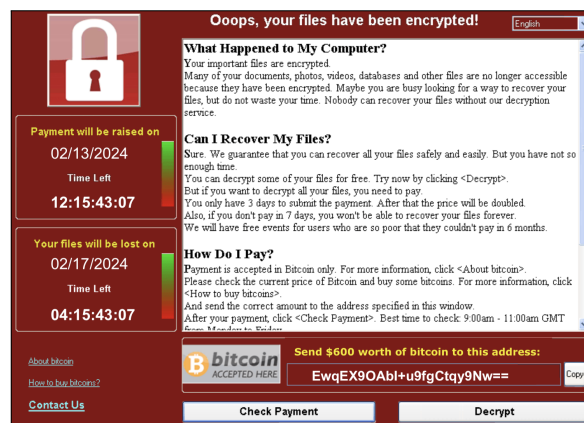 Ooops, your files have been encrypted!
English
What Happened to My Computer?
Your important files are encrypted.
Many of your documents, photos, videos, databases and other files are no longer accessible
because they have been encrypted. Maybe you are busy looking for a way to recover your
files, but do not waste your time. Nobody can recover your files without our decryption
service.
Can I Recover My Files?
Sure. We guarantee that you can recover all your files safely and easily. But you have not so
enough time.
You can decrypt some of your files for free. Try now by clicking <Decrypt>.
But if you want to decrypt all your files, you need to pay.
You only have 3 days to submit the payment. After that the price will be doubled.
Also, if you don't pay in 7 days, you won't be able to recover your files forever.
We will have free events for users who are so poor that they couldn't pay in 6 months.
How Do I Pay?
Payment is accepted in Bitcoin only. For more information, click <About bitcoin>.
Please check the current price of Bitcoin and buy some bitcoins. For more information, click
<How to buy bitcoins>.
And send the correct amount to the address specified in this window.
After your payment, click <Check Payment>. Best time to check: 9:00am - 11:00am GMT
from Monday to Friday.
Payment will be raised on
02/13/2024
Time Left
12:15:43:07
Your files will be lost on
02/17/2024
Time Left
04:15:43:07
About bitcoin
How to buy bitcoins?
Contact Us
bitcoin
ACCEPTED HERE
Send $600 worth of bitcoin to this address:
EwqEX9OAbI+u9fgCtqy9Nw==
Copy
Check Payment
Decrypt